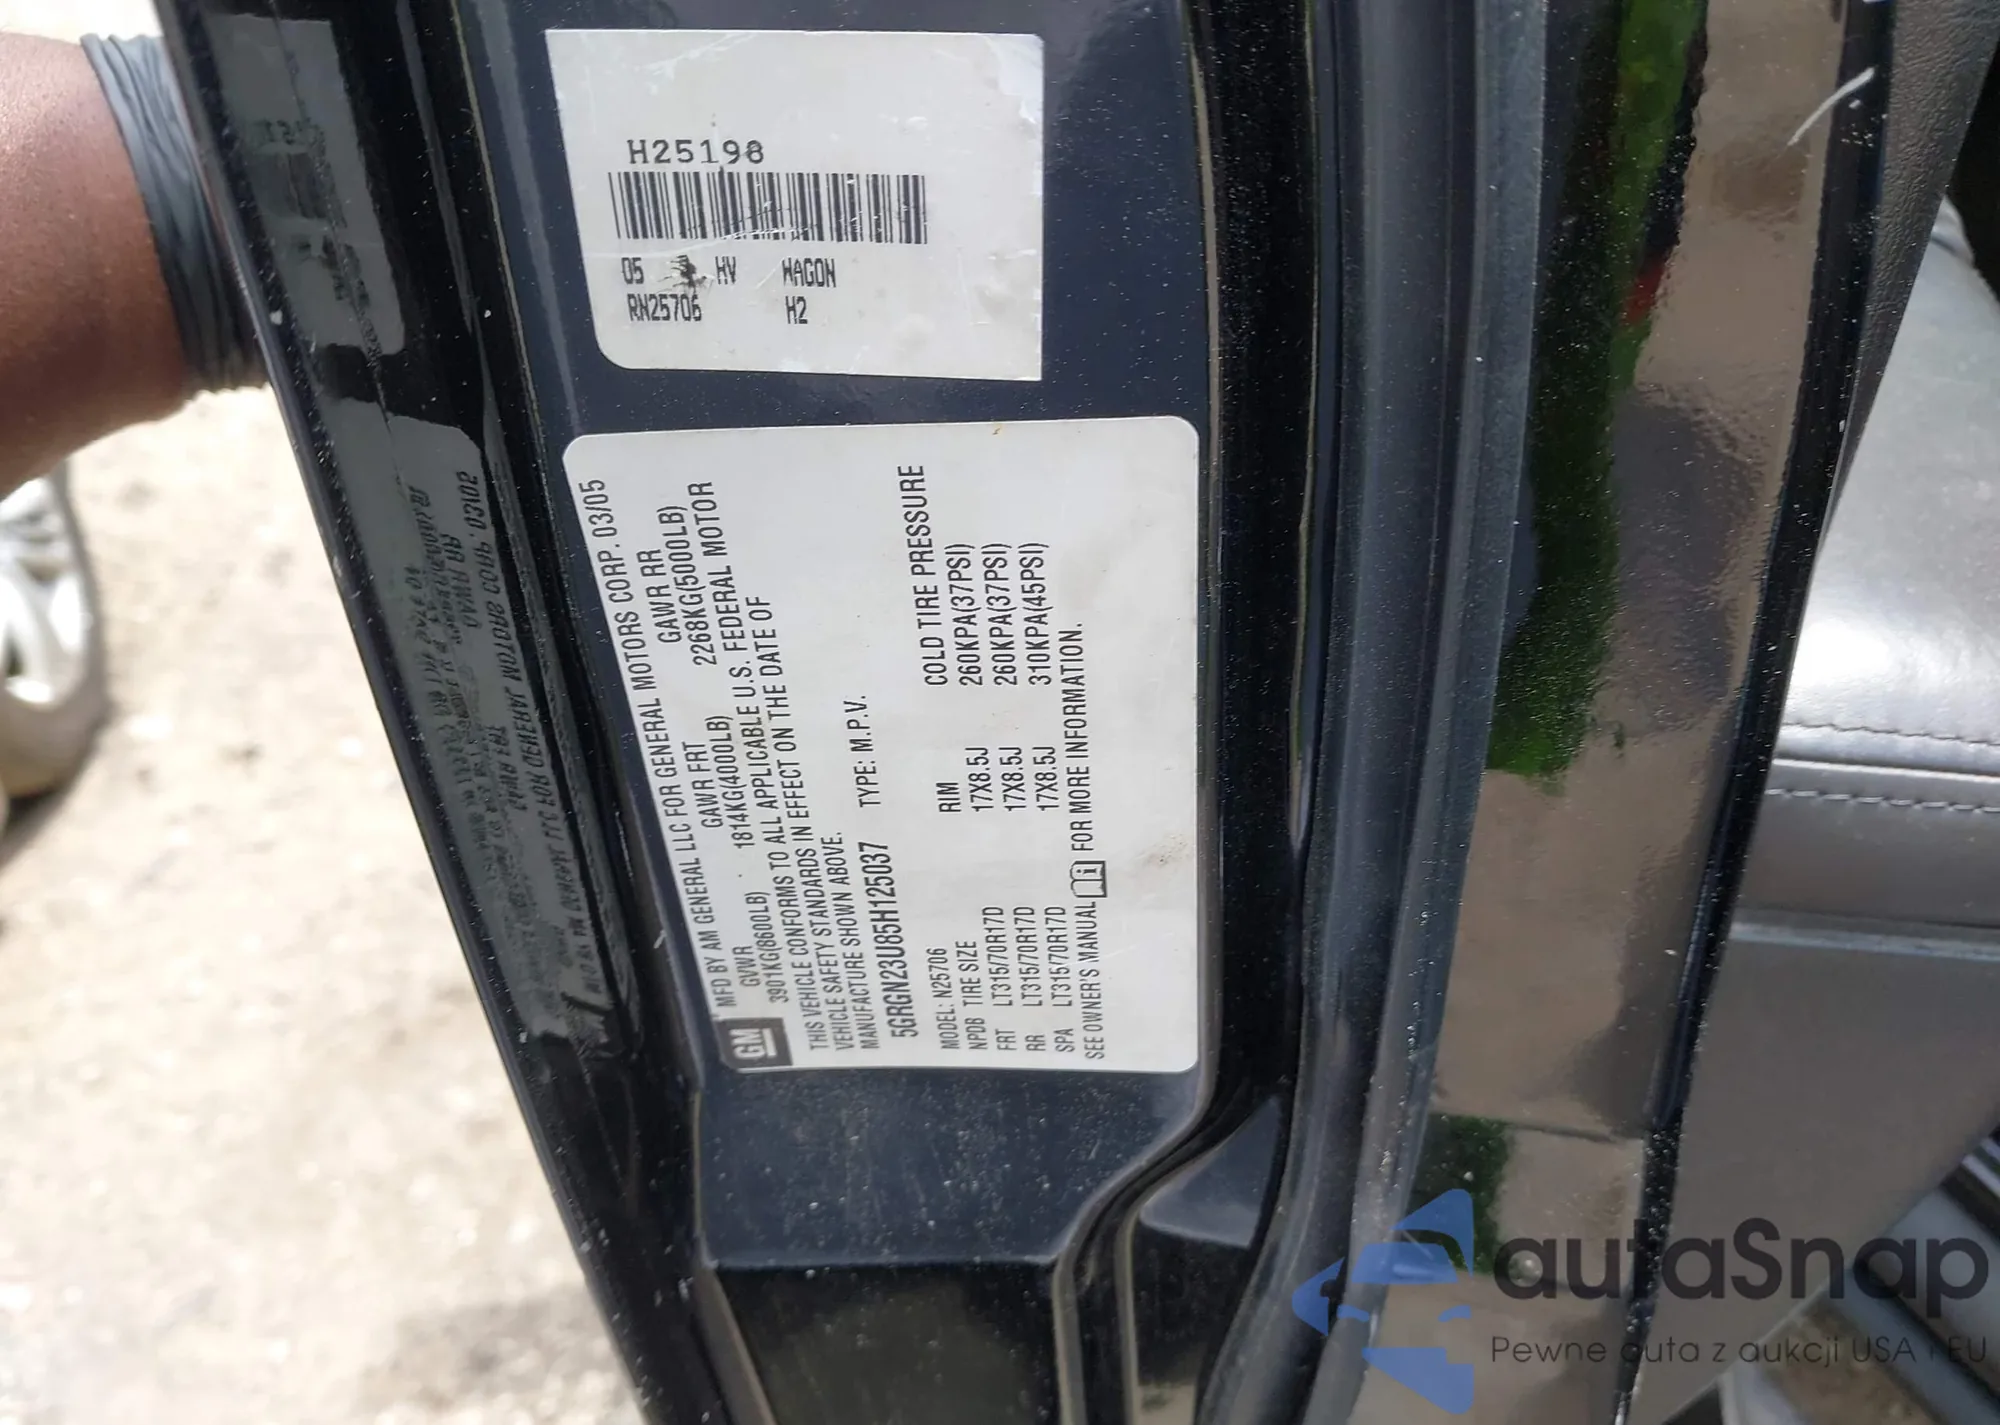 H25198
05 HV WAGON
RN25706 H2
GM
MFD BY AM GENERAL LLC FOR GENERAL MOTORS CORP. 03/05
GVWR GAWR FRT GAWR RR
3901KG(8600LB) 1814KG(4000LB) 2268KG(5000LB)
THIS VEHICLE CONFORMS TO ALL APPLICABLE U.S. FEDERAL MOTOR
VEHICLE SAFETY STANDARDS IN EFFECT ON THE DATE OF
MANUFACTURE SHOWN ABOVE.
5GRGN23U85H125037 TYPE: M.P.V.
MODEL: N25706
NPDB TIRE SIZE RIM COLD TIRE PRESSURE
FRT LT315/70R17D 17X8.5J 260KPA(37PSI)
RR LT315/70R17D 17X8.5J 260KPA(37PSI)
SPA LT315/70R17D 17X8.5J 310KPA(45PSI)
SEE OWNER'S MANUAL FOR MORE INFORMATION.
autaSnap
Pewne auta z aukcji USA i EU